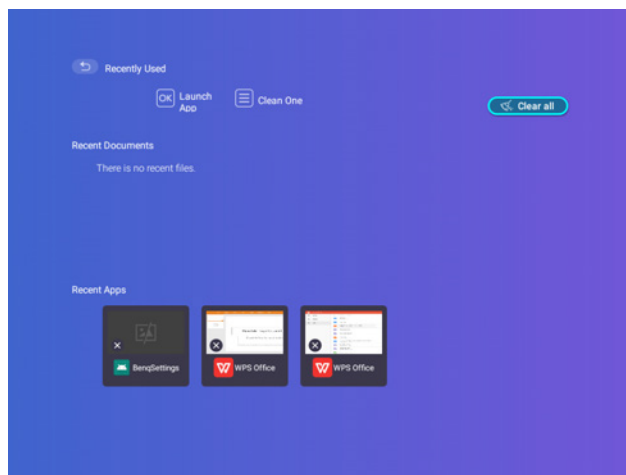 Recently Used
OK Launch App
Clean One
Clear all
Recent Documents
There is no recent files.
Recent Apps
BenqSettings
WPS Office
WPS Office